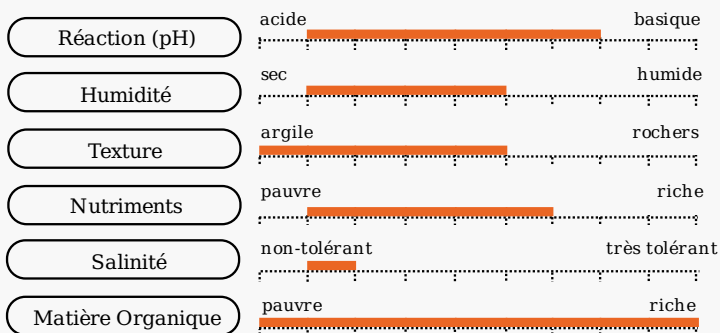 acide basique
Réaction (pH)
sec humide
Humidité
argile rochers
Texture
pauvre riche
Nutriments
non-tolérant très tolérant
Salinité
pauvre riche
Matière Organique